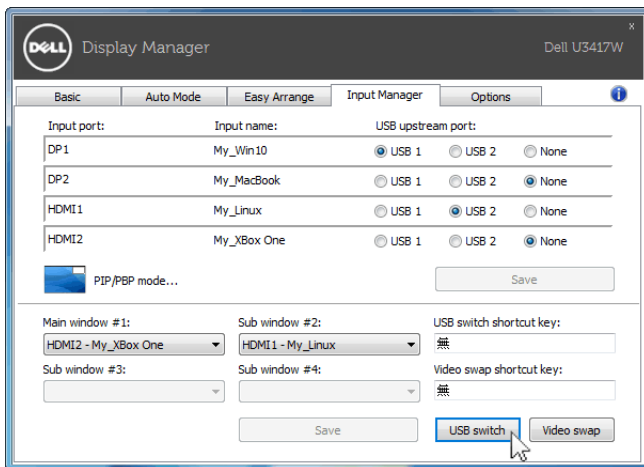 x
DELL Display Manager Dell U3417W
Basic Auto Mode Easy Arrange Input Manager Options i
Input port: Input name: USB upstream port:
DP1 My_Win10 USB 1 USB 2 None
DP2 My_MacBook USB 1 USB 2 None
HDMI1 My_Linux USB 1 USB 2 None
HDMI2 My_XBox One USB 1 USB 2 None
PIP/PBP mode... Save
Main window #1: Sub window #2: USB switch shortcut key:
HDMI2 - My_XBox One HDMI1 - My_Linux 無
Sub window #3: Sub window #4: Video swap shortcut key:
無
Save USB switch Video swap